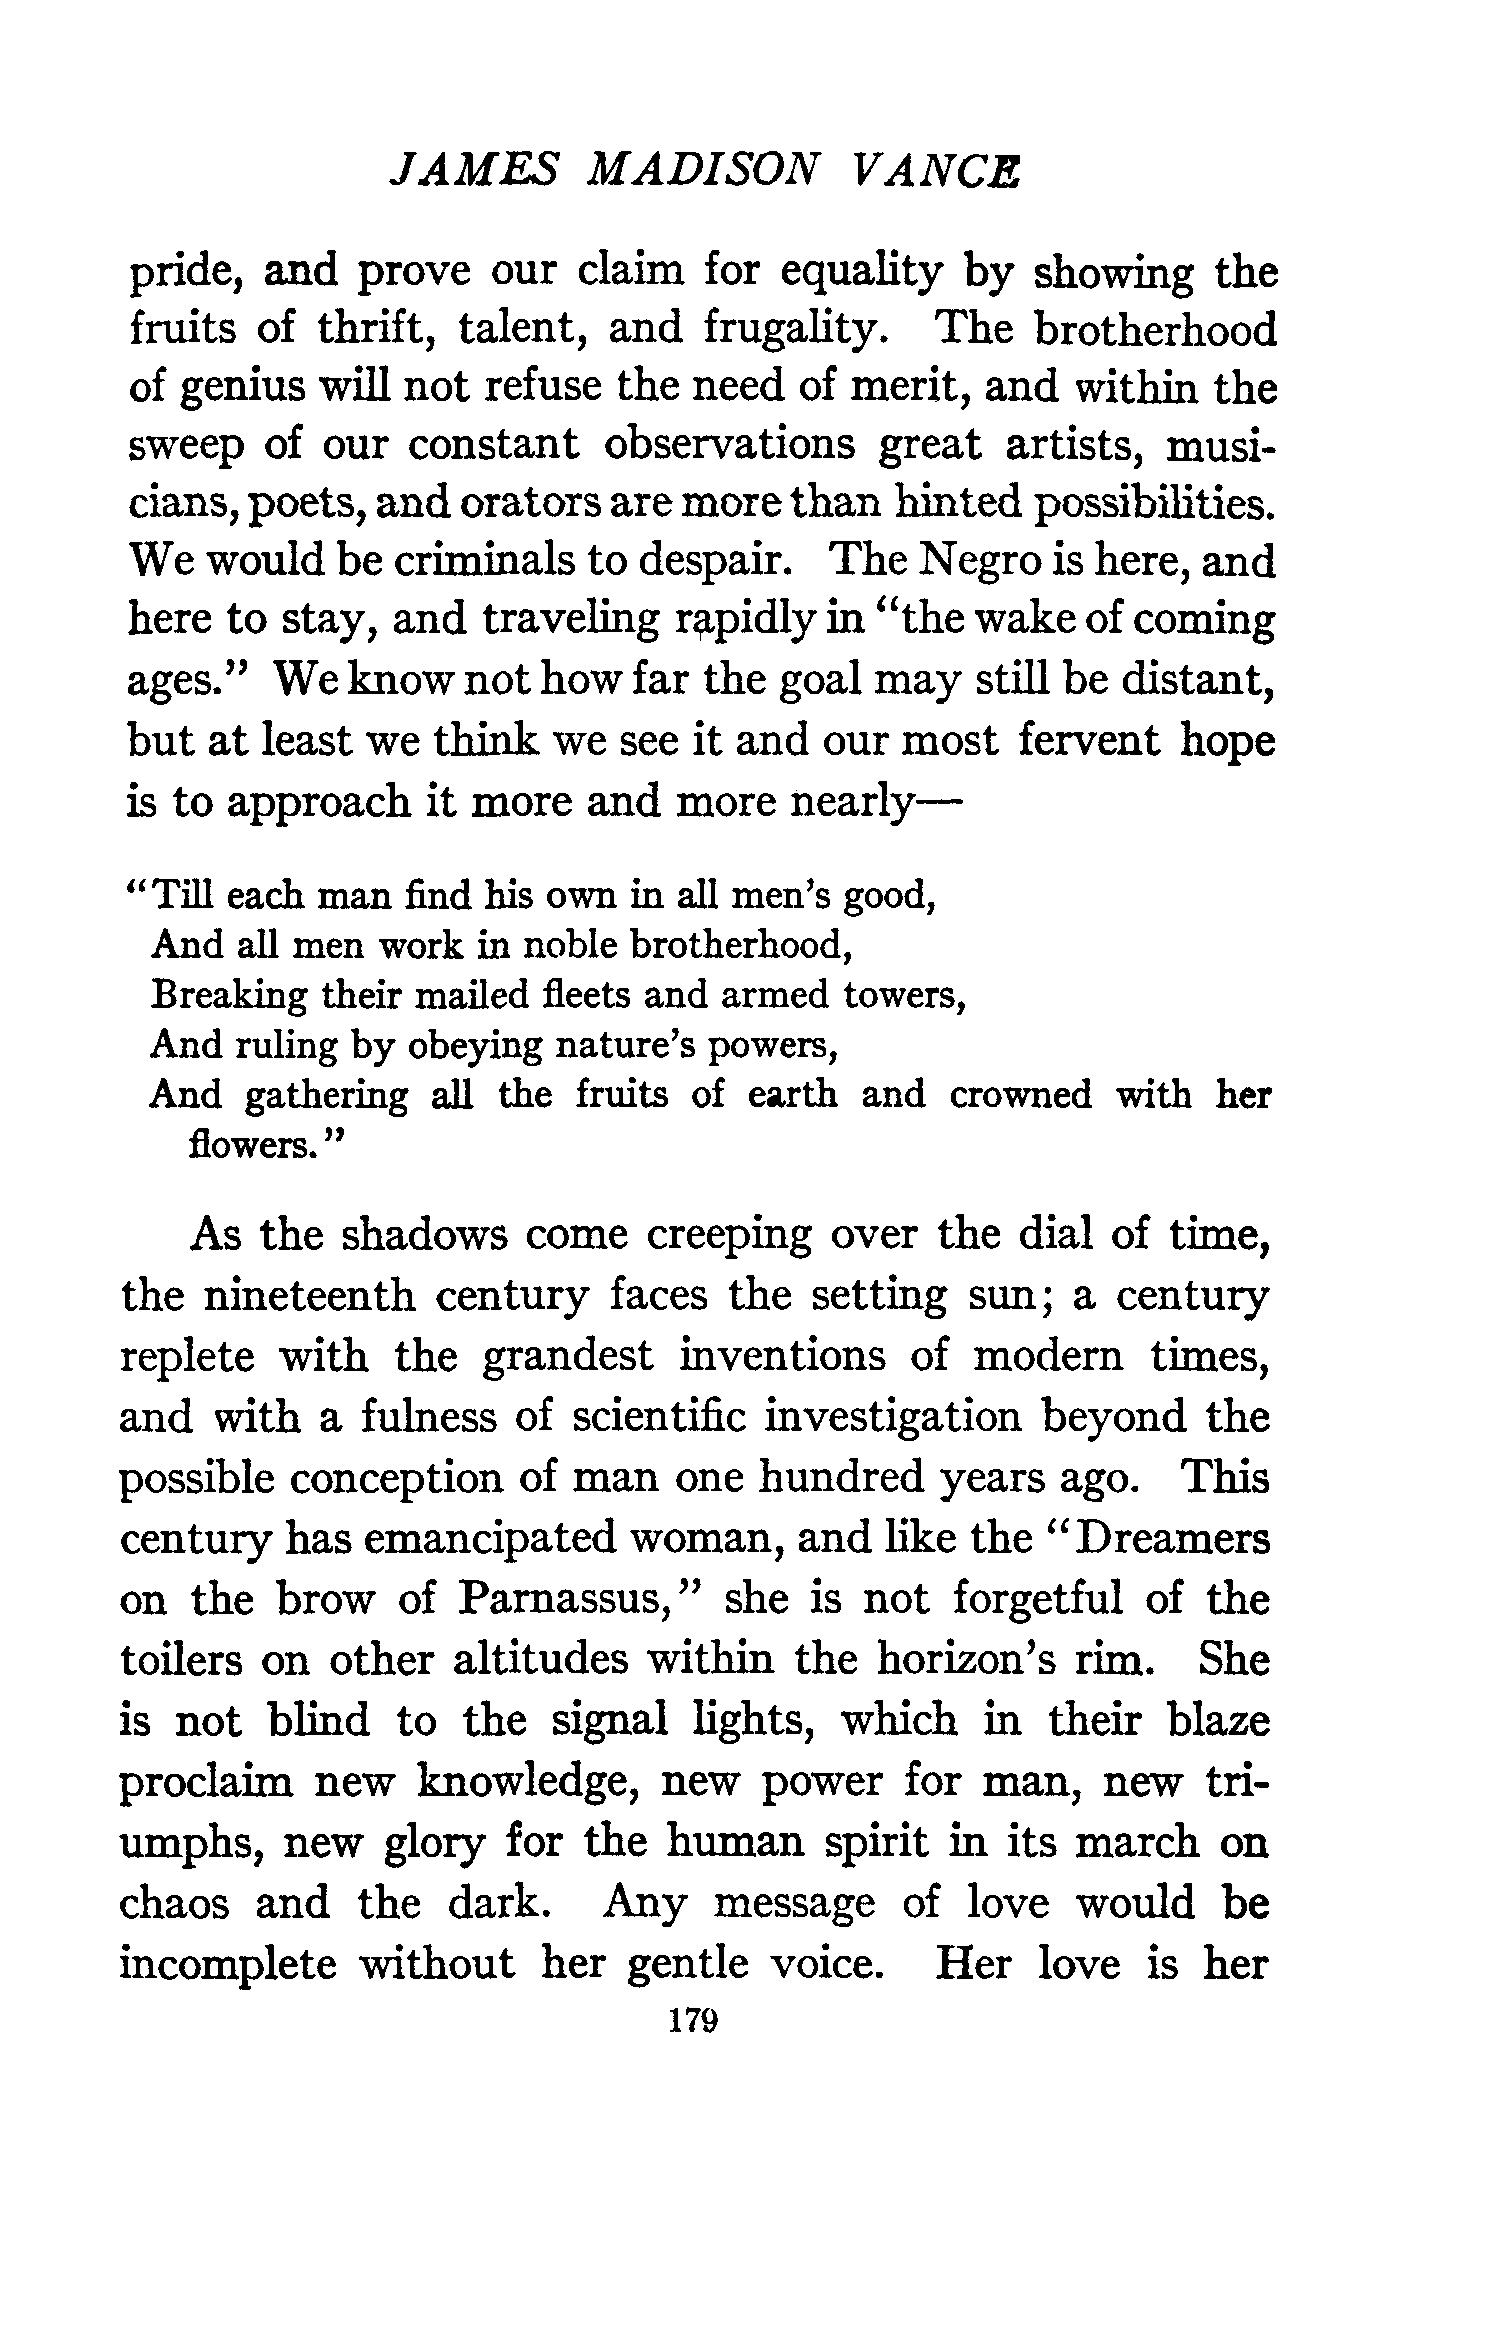 JAMES MADISON VANCE
pride, and prove our claim for equality by showing the
fruits of thrift, talent, and frugality. The brotherhood
of genius will not refuse the need of merit, and within the
sweep of our constant observations great artists, musi-
cians, poets, and orators are more than hinted possibilities.
We would be criminals to despair. The Negro is here, and
here to stay, and traveling rapidly in "the wake of coming
ages." We know not how far the goal may still be distant,
but at least we think we see it and our most fervent hope
is to approach it more and more nearly—
"Till each man find his own in all men's good,
And all men work in noble brotherhood,
Breaking their mailed fleets and armed towers,
And ruling by obeying nature's powers,
And gathering all the fruits of earth and crowned with her
flowers."
As the shadows come creeping over the dial of time,
the nineteenth century faces the setting sun; a century
replete with the grandest inventions of modern times,
and with a fulness of scientific investigation beyond the
possible conception of man one hundred years ago. This
century has emancipated woman, and like the "Dreamers
on the brow of Parnassus," she is not forgetful of the
toilers on other altitudes within the horizon's rim. She
is not blind to the signal lights, which in their blaze
proclaim new knowledge, new power for man, new tri-
umphs, new glory for the human spirit in its march on
chaos and the dark. Any message of love would be
incomplete without her gentle voice. Her love is her
179